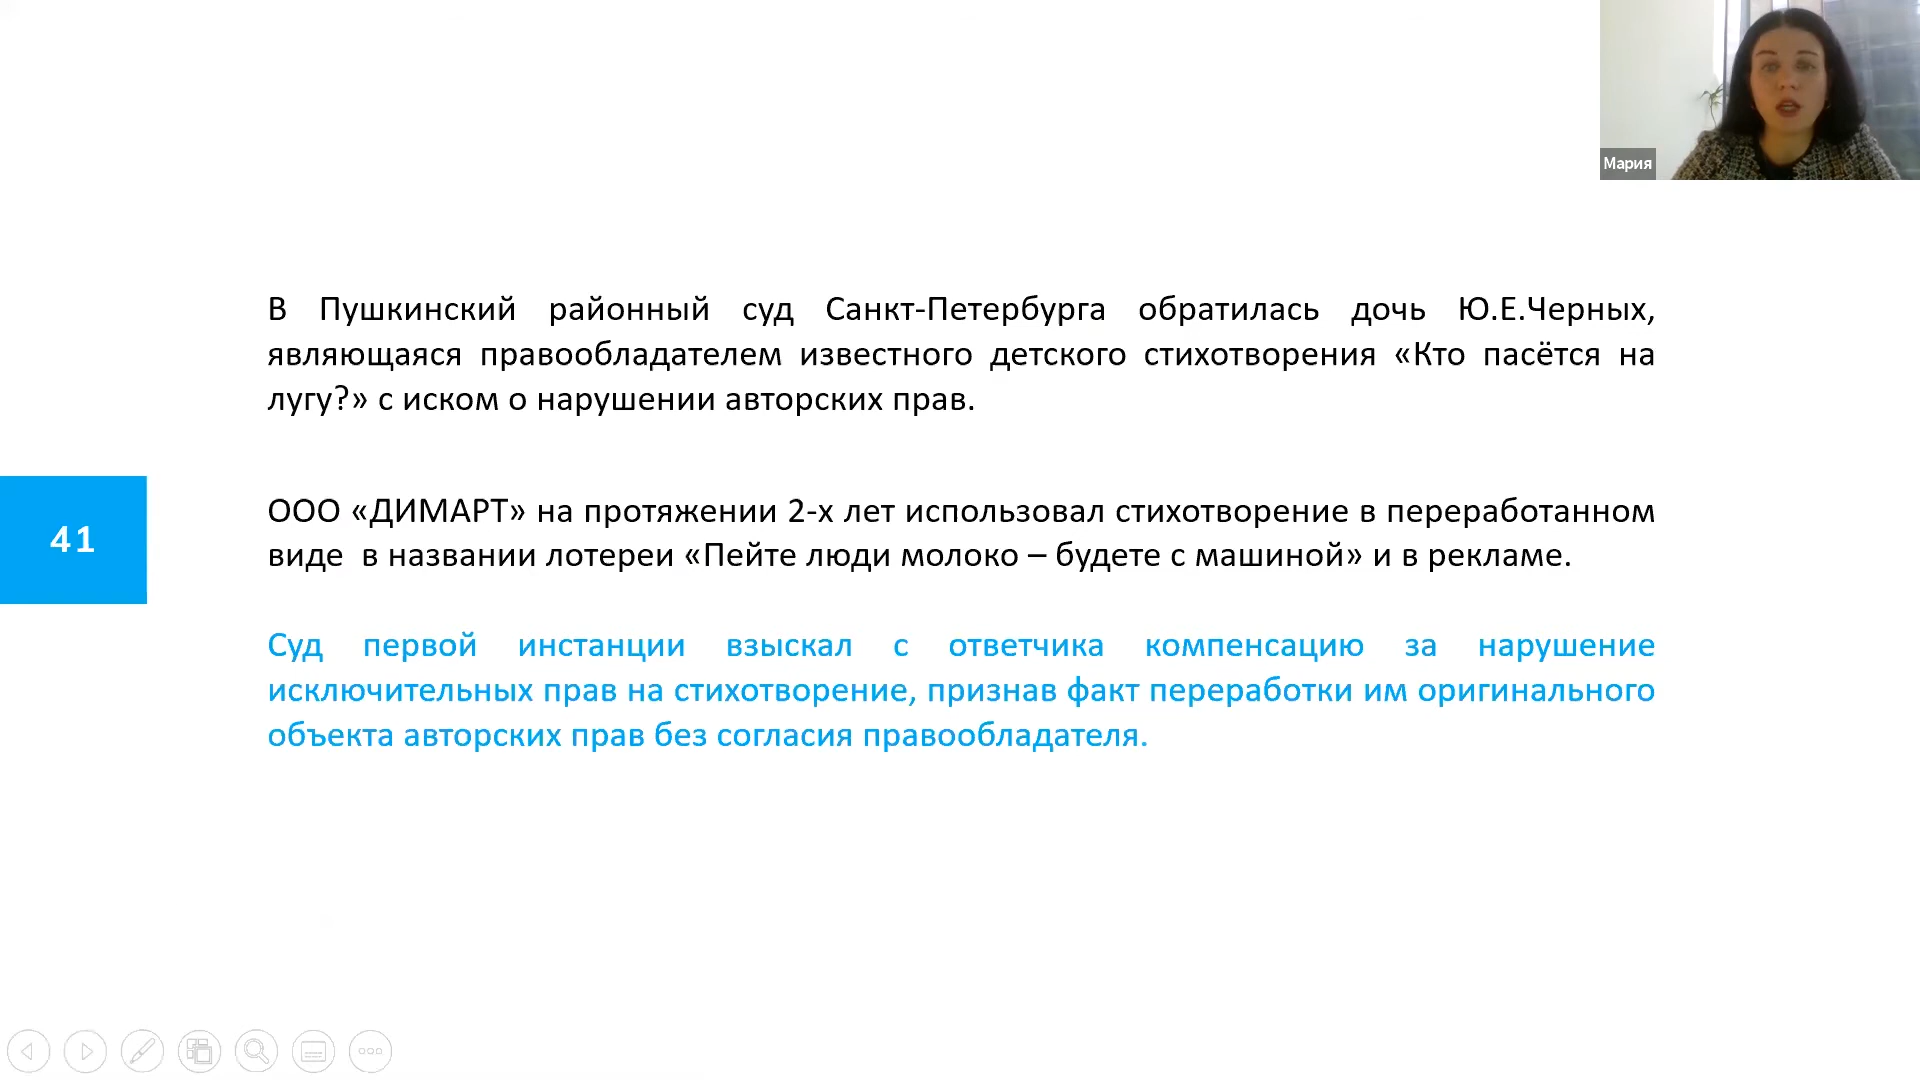 Мария
В Пушкинский районный суд Санкт-Петербурга обратилась дочь Ю.Е.Черных,
являющаяся правообладателем известного детского стихотворения «Кто пасётся на
лугу?» с иском о нарушении авторских прав.
ООО «ДИМАРТ» на протяжении 2-х лет использовал стихотворение в переработанном
виде в названии лотереи «Пейте люди молоко – будете с машиной» и в рекламе.
41
Суд первой инстанции взыскал с ответчика компенсацию за нарушение
исключительных прав на стихотворение, признав факт переработки им оригинального
объекта авторских прав без согласия правообладателя.